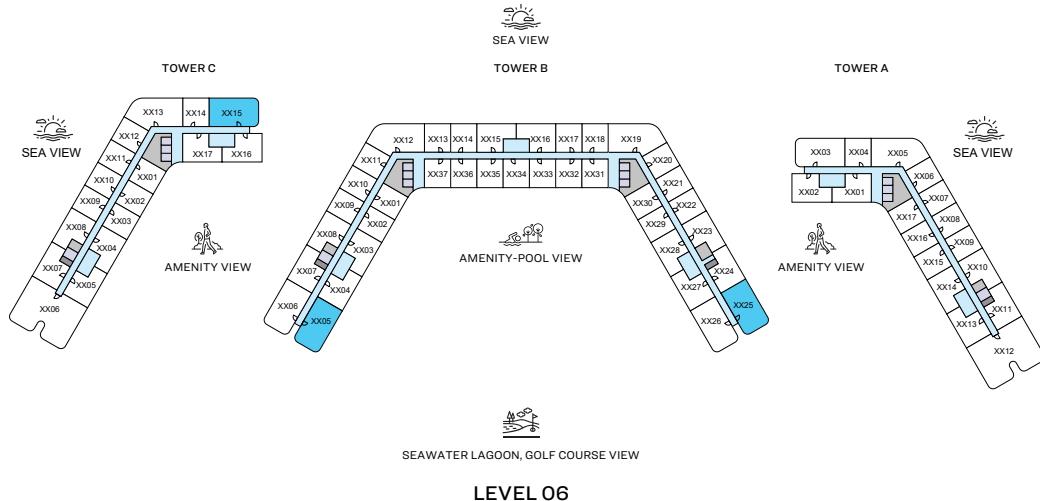 SEA VIEW
TOWER C
TOWER B
TOWER A
SEA VIEW
SEA VIEW
XX13
XX14
XX15
XX12
XX11
XX10
XX09
XX08
XX07
XX06
XX17
XX16
XX01
XX02
XX03
XX04
XX05
AMENITY VIEW
XX12
XX13
XX14
XX15
XX16
XX17
XX18
XX19
XX11
XX10
XX09
XX08
XX07
XX06
XX37
XX36
XX35
XX34
XX33
XX32
XX31
XX01
XX02
XX03
XX04
XX05
XX20
XX21
XX22
XX23
XX24
XX25
XX30
XX29
XX28
XX27
XX26
AMENITY-POOL VIEW
XX03
XX04
XX05
XX02
XX01
XX06
XX07
XX08
XX09
XX10
XX11
XX12
XX17
XX16
XX15
XX14
XX13
AMENITY VIEW
SEAWATER LAGOON, GOLF COURSE VIEW
LEVEL 06